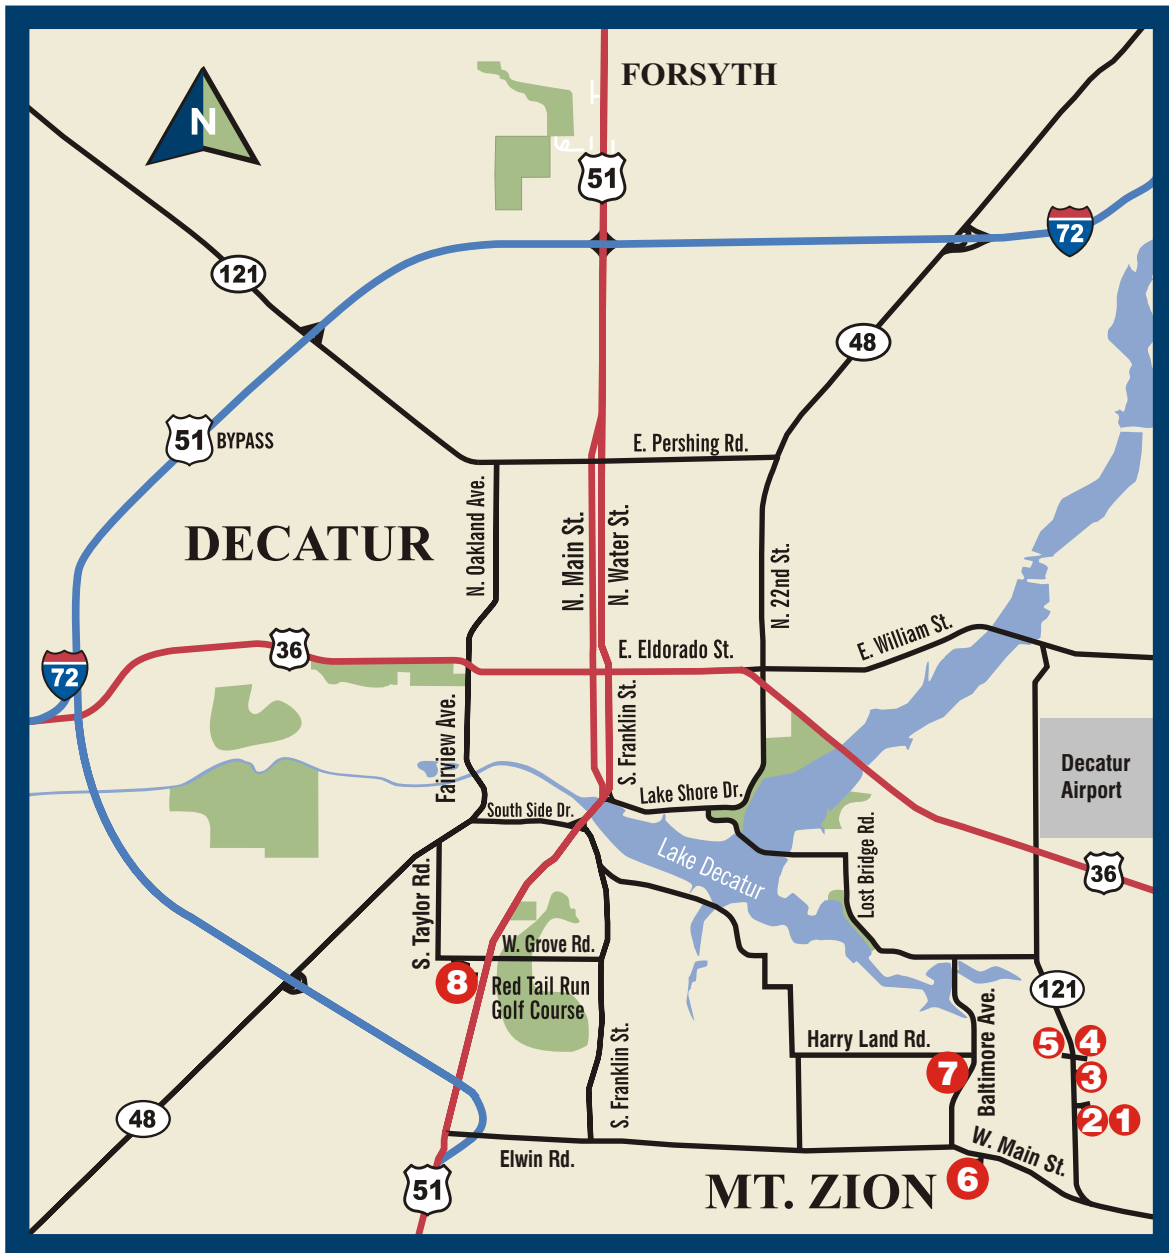 FORSYTH
N
51
72
121
48
51 BYPASS
E. Pershing Rd.
N. Oakland Ave.
N. Main St.
N. Water St.
DECATUR
N. 22nd St.
E. William St.
36
E. Eldorado St.
72
Fairview Ave.
S. Franklin St.
Lake Shore Dr.
Decatur
Airport
South Side Dr.
Lake Decatur
Lost Bridge Rd.
36
S. Taylor Rd.
W. Grove Rd.
8
Red Tail Run
Golf Course
121
Harry Land Rd.
Baltimore Ave.
5
4
3
7
S. Franklin St.
2
1
48
Elwin Rd.
W. Main St.
51
MT. ZION
6